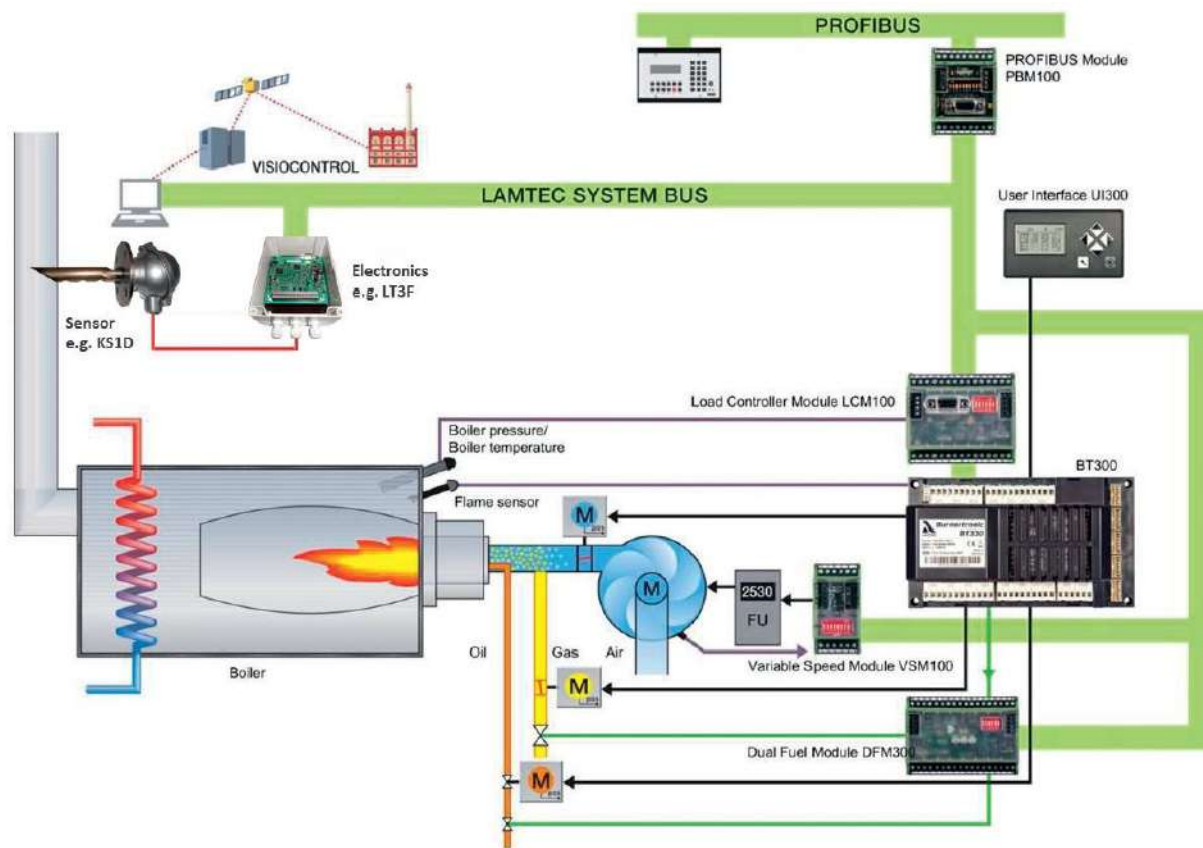 PROFIBUS
PROFIBUS Module
PBM100
VISIOCONTROL
LAMTEC SYSTEM BUS
User Interface UI300
Electronics
e.g. LT3F
Sensor
e.g. KS1D
Load Controller Module LCM100
Boiler pressure/
Boiler temperature
BT300
Flame sensor
M
Burnertronic
BT330
M
2530
FU
Oil
Gas
Air
Variable Speed Module VSM100
Boiler
M
Dual Fuel Module DFM300
M